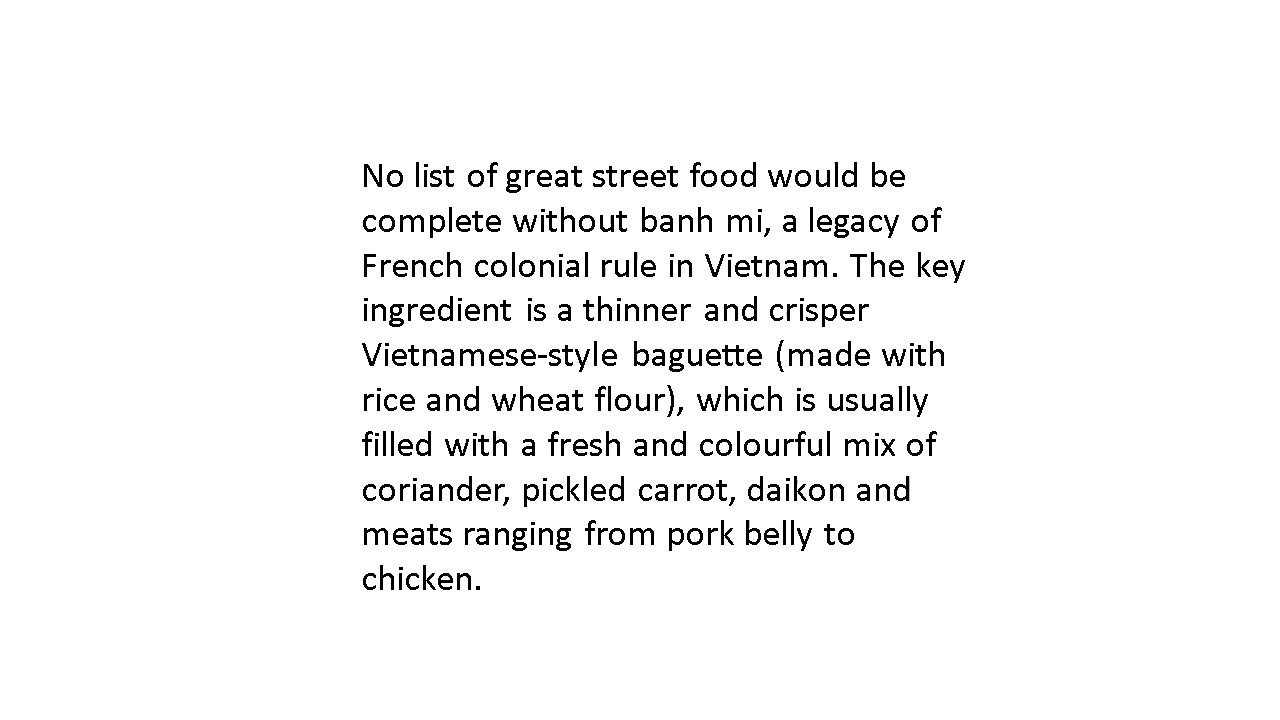 No list of great street food would be
complete without banh mi, a legacy of
French colonial rule in Vietnam. The key
ingredient is a thinner and crisper
Vietnamese-style baguette (made with
rice and wheat flour), which is usually
filled with a fresh and colourful mix of
coriander, pickled carrot, daikon and
meats ranging from pork belly to
chicken.